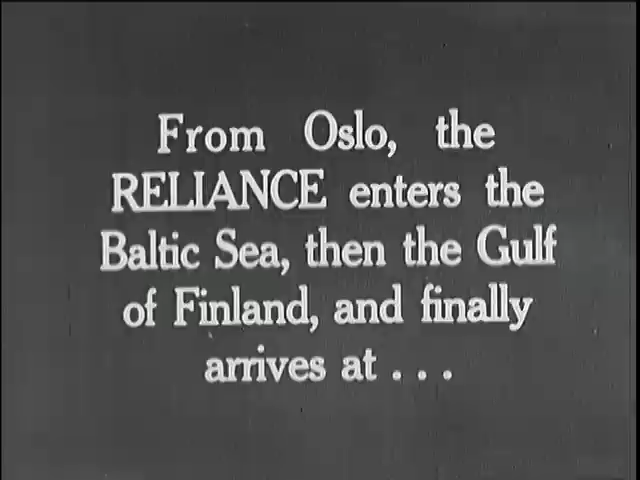 From Oslo, the
RELIANCE enters the
Baltic Sea, then the Gulf
of Finland, and finally
arrives at . . .